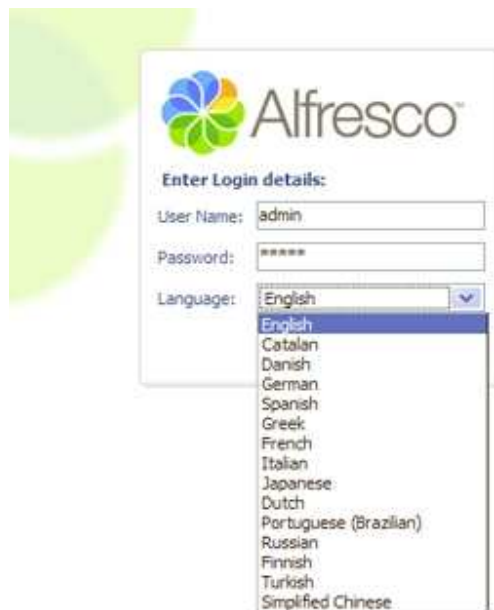 Alfresco™
Enter Login details:
User Name: admin
Password: *****
Language: English
English
Catalan
Danish
German
Spanish
Greek
French
Italian
Japanese
Dutch
Portuguese (Brazilian)
Russian
Finnish
Turkish
Simplified Chinese